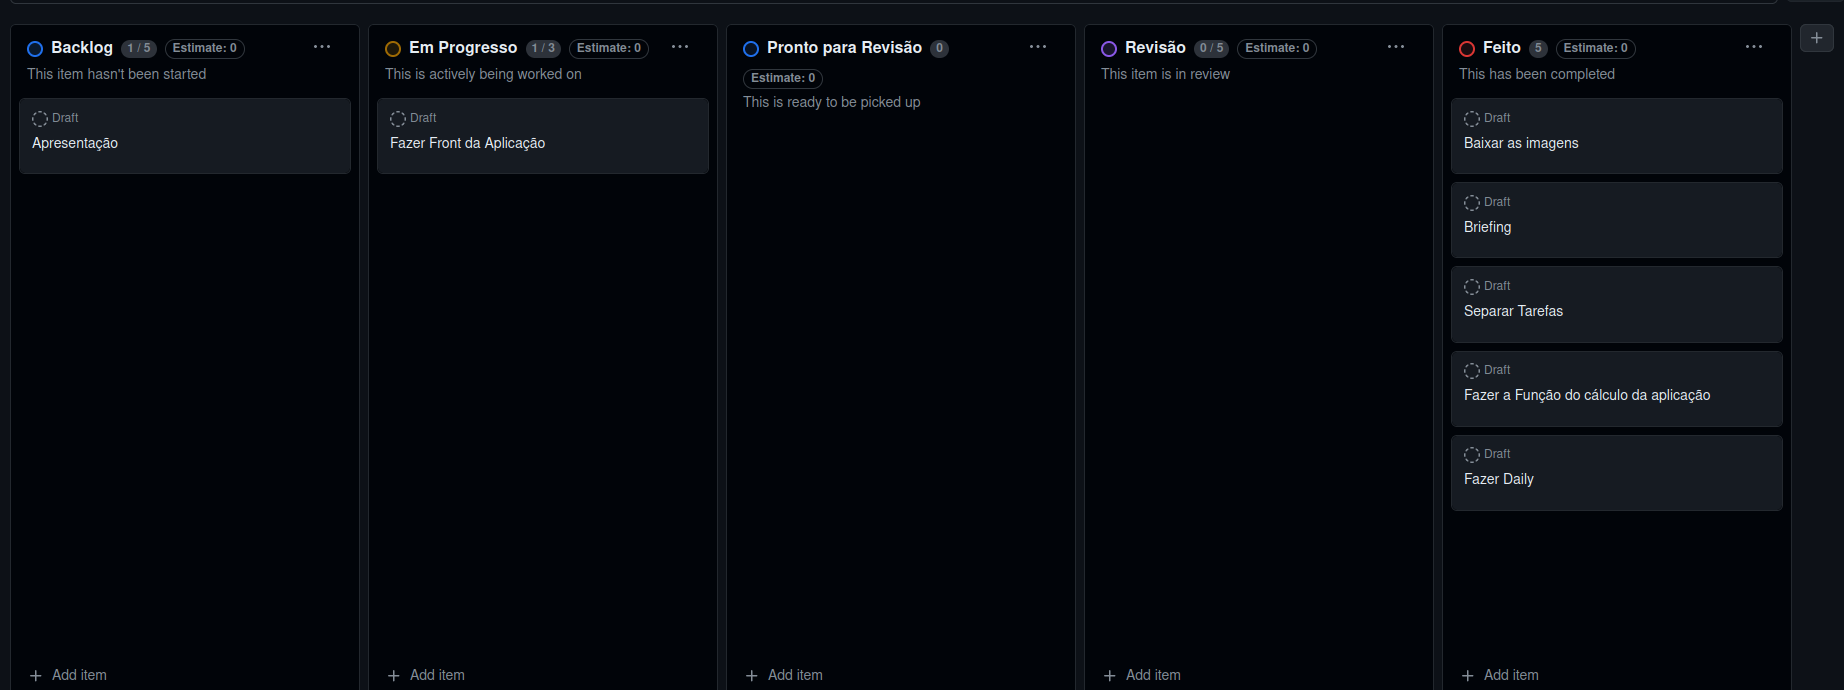 Backlog 1 / 5 Estimate: 0
This item hasn't been started
Draft
Apresentação
Add item
Em Progresso 1 / 3 Estimate: 0
This is actively being worked on
Draft
Fazer Front da Aplicação
Add item
Pronto para Revisão 0
Estimate: 0
This is ready to be picked up
Add item
Revisão 0 / 5 Estimate: 0
This item is in review
Add item
Feito 5 Estimate: 0
This has been completed
Draft
Baixar as imagens
Draft
Briefing
Draft
Separar Tarefas
Draft
Fazer a Função do cálculo da aplicação
Draft
Fazer Daily
Add item